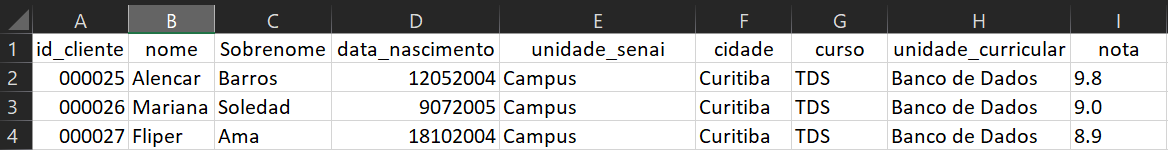 A B C D E F G H I
1 id_cliente nome Sobrenome data_nascimento unidade_senai cidade curso unidade_curricular nota
2 000025 Alencar Barros 12052004 Campus Curitiba TDS Banco de Dados 9.8
3 000026 Mariana Soledad 9072005 Campus Curitiba TDS Banco de Dados 9.0
4 000027 Fliper Ama 18102004 Campus Curitiba TDS Banco de Dados 8.9